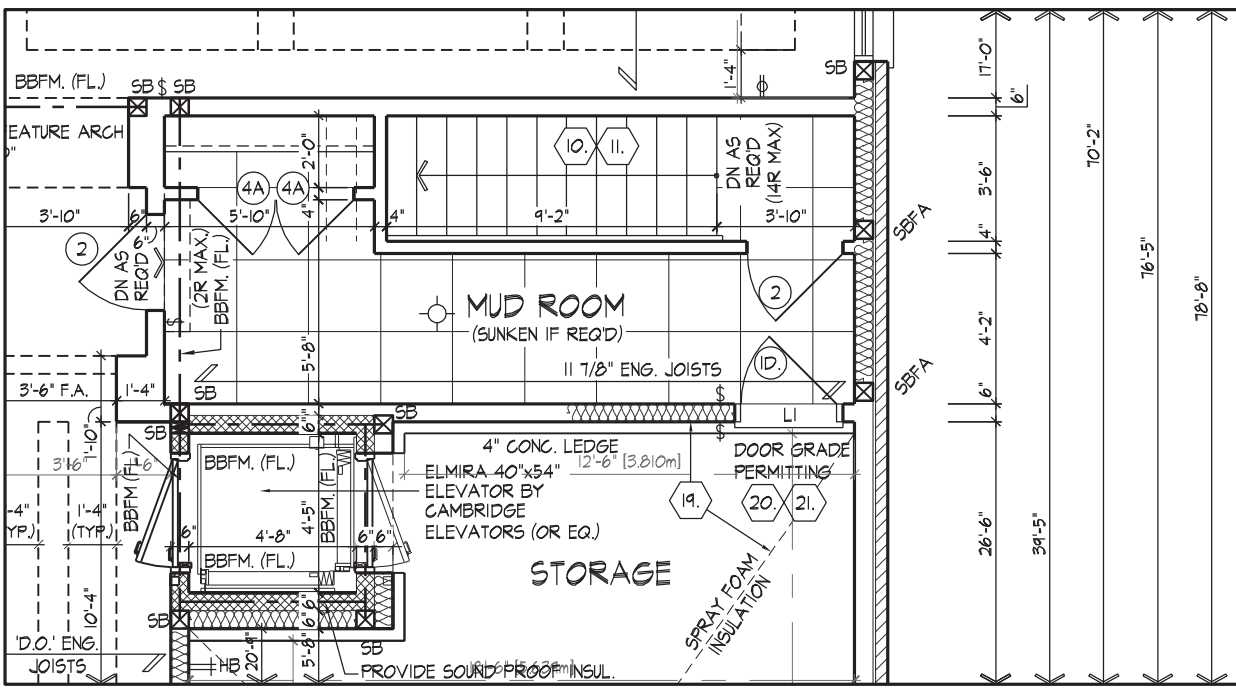 BBFM. (FL.)
SB $ SB
1'-4"
SB
17'-0"
6"
EATURE ARCH
2'-0"
10. 11.
DN AS
REQ'D
(14R MAX)
70'-2"
3'-6"
4A 4A
3'-10"
6"
5'-10"
4"
4"
9'-2"
3'-10"
SBFA
4"
2
6"
DN AS
REQ'D
(2R MAX.)
BBFM. (FL.)
MUD ROOM
(SUNKEN IF REQ'D)
2
76'-5"
78'-8"
4'-2"
$
5'-8"
11 7/8" ENG. JOISTS
1D.
SBFA
3'-6" F.A.
1'-4"
SB
$
6"
6"
SB
L1
$
1'-10"
SB
4" CONC. LEDGE
12'-6" [3.810m]
DOOR GRADE
PERMITTING
3'6"
BBFM (FL.)
BBFM. (FL.)
BBFM. (FL.)
ELMIRA 40"x54"
ELEVATOR BY
CAMBRIDGE
ELEVATORS (OR EQ.)
19.
20. 21.
-4"
1'-4"
(TYP.)
6"
4'-8"
4'-5"
6" 6"
26'-6"
39'-5"
BBFM. (FL.)
STORAGE
SPRAY FOAM
INSULATION
10'-4"
6"
6"
SB
'D.O.' ENG.
JOISTS
HB
20'-9"
5'-8"
SB
PROVIDE SOUND PROOF INSUL.